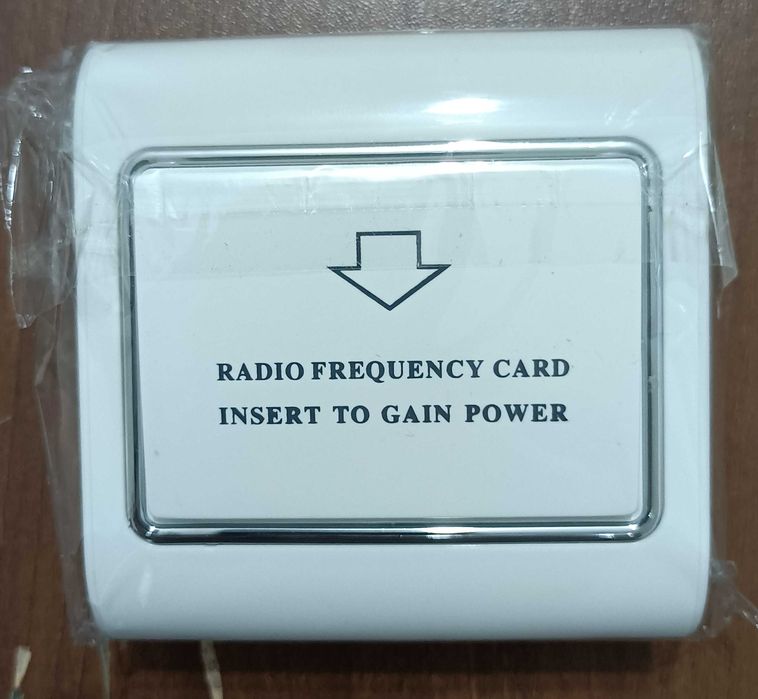 RADIO FREQUENCY CARD
INSERT TO GAIN POWER